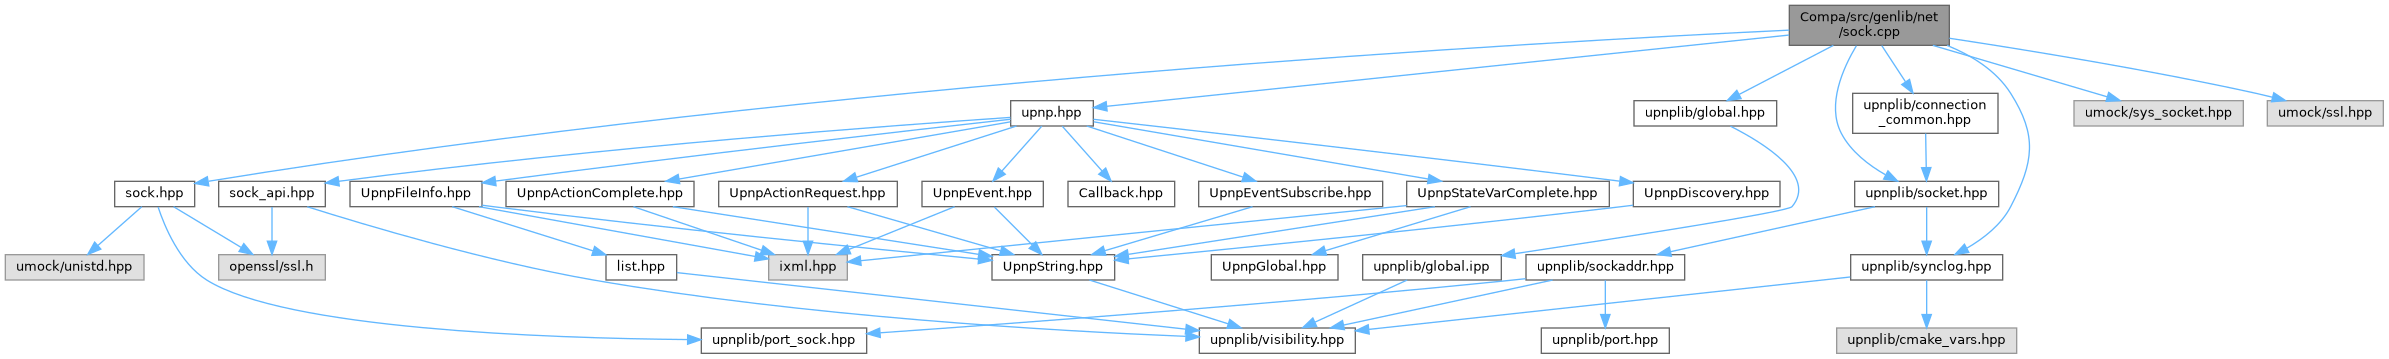 Compa/src/genlib/net
/sock.cpp
upnp.hpp
upnplib/global.hpp
upnplib/connection
_common.hpp
umock/sys_socket.hpp
umock/ssl.hpp
sock.hpp
sock_api.hpp
UpnpFileInfo.hpp
UpnpActionComplete.hpp
UpnpActionRequest.hpp
UpnpEvent.hpp
Callback.hpp
UpnpEventSubscribe.hpp
UpnpStateVarComplete.hpp
UpnpDiscovery.hpp
upnplib/socket.hpp
umock/unistd.hpp
openssl/ssl.h
list.hpp
ixml.hpp
UpnpString.hpp
UpnpGlobal.hpp
upnplib/global.ipp
upnplib/sockaddr.hpp
upnplib/synclog.hpp
upnplib/port_sock.hpp
upnplib/visibility.hpp
upnplib/port.hpp
upnplib/cmake_vars.hpp